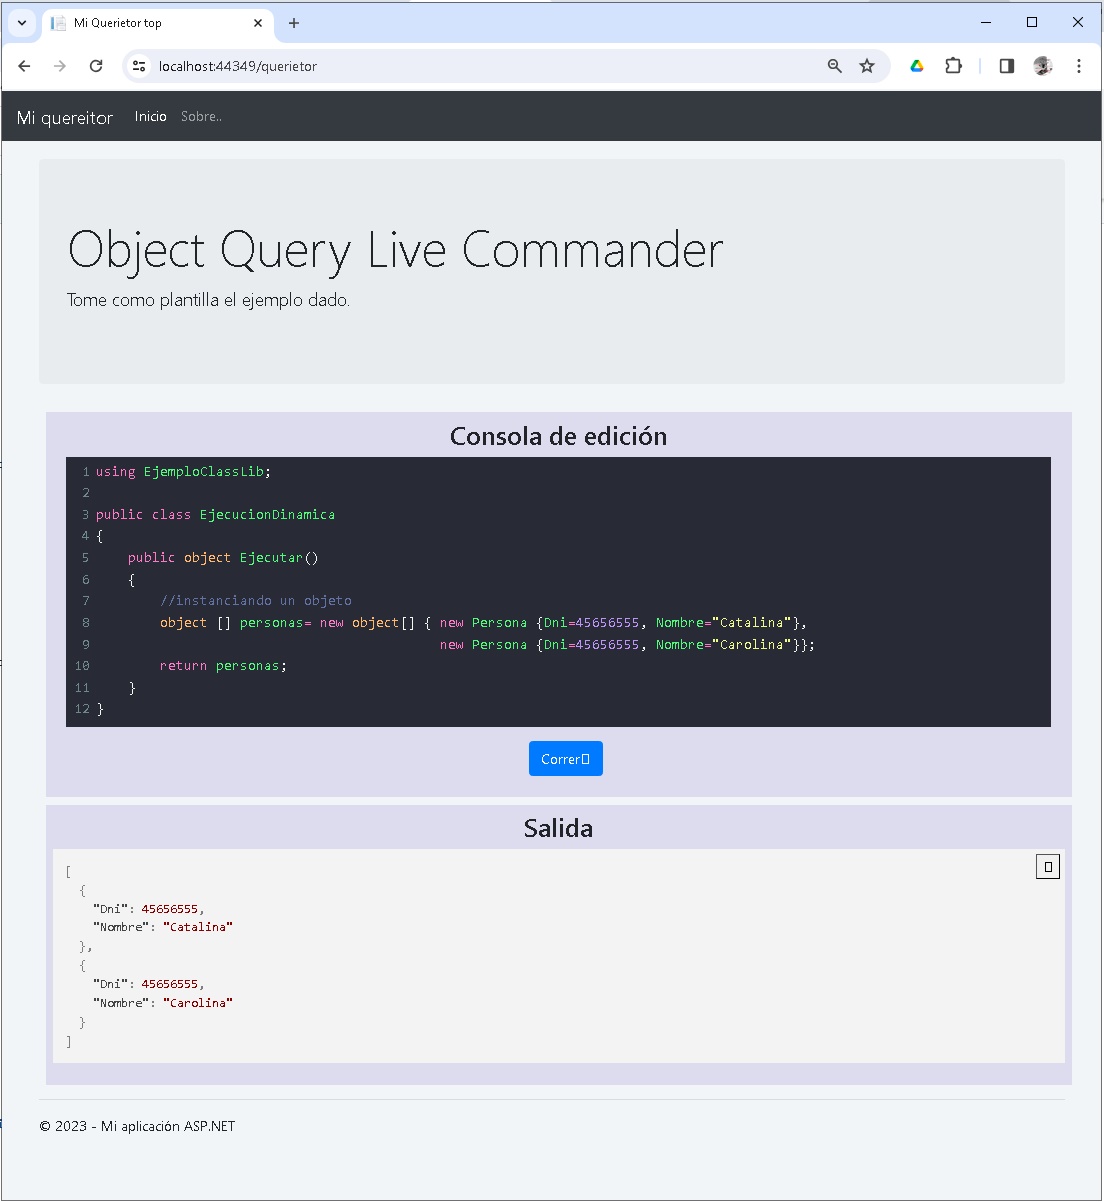 Mi Querietor top
localhost:44349/querietor
Mi quereitor Inicio Sobre..
Object Query Live Commander
Tome como plantilla el ejemplo dado.
Consola de edición
1 using EjemploClassLib;
2
3 public class EjecucionDinamica
4 {
5     public object Ejecutar()
6     {
7         //instanciando un objeto
8         object [] personas= new object[] { new Persona {Dni=45656555, Nombre="Catalina"},
9                                            new Persona {Dni=45656555, Nombre="Carolina"}};
10         return personas;
11     }
12 }
Correr
Salida
[
  {
    "Dni": 45656555,
    "Nombre": "Catalina"
  },
  {
    "Dni": 45656555,
    "Nombre": "Carolina"
  }
]
© 2023 - Mi aplicación ASP.NET